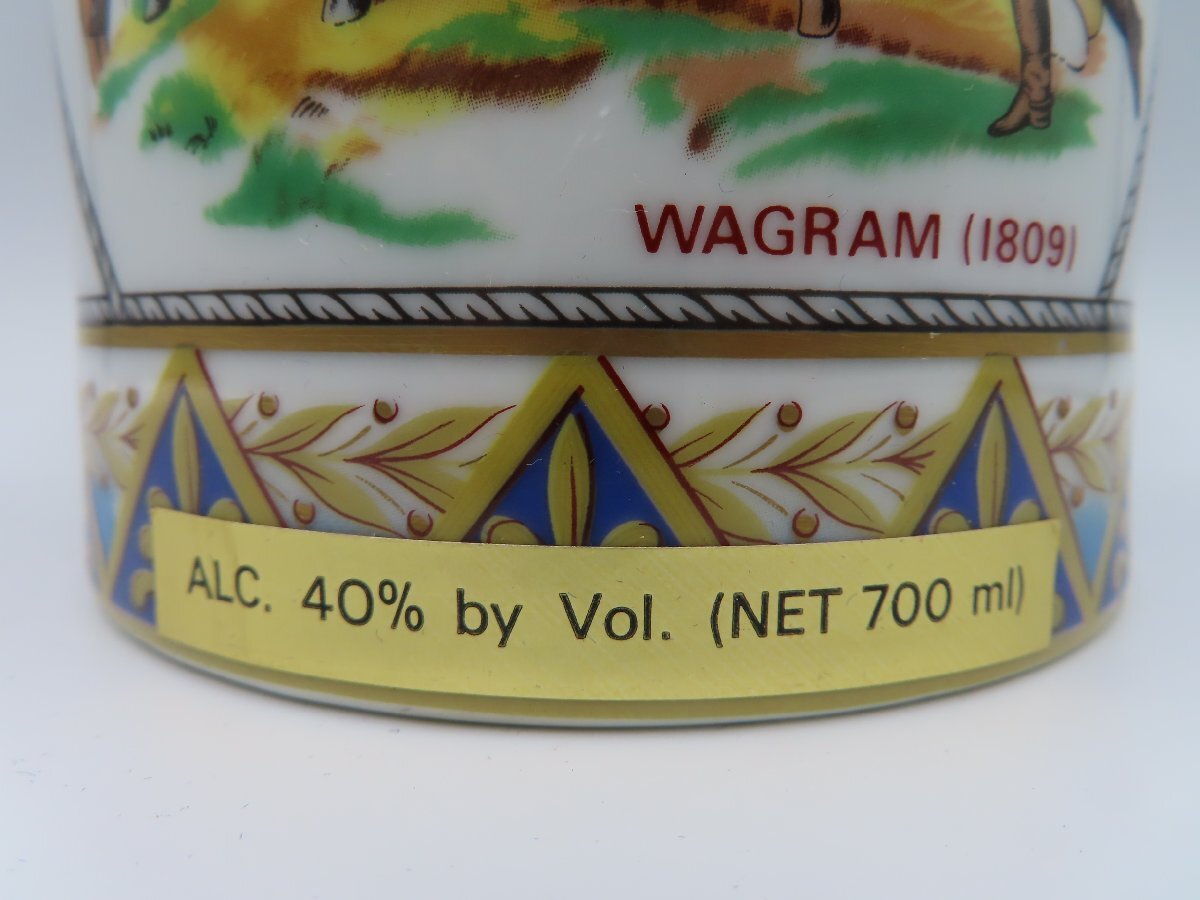 WAGRAM (1809)
ALC. 40% by Vol. (NET 700 ml)